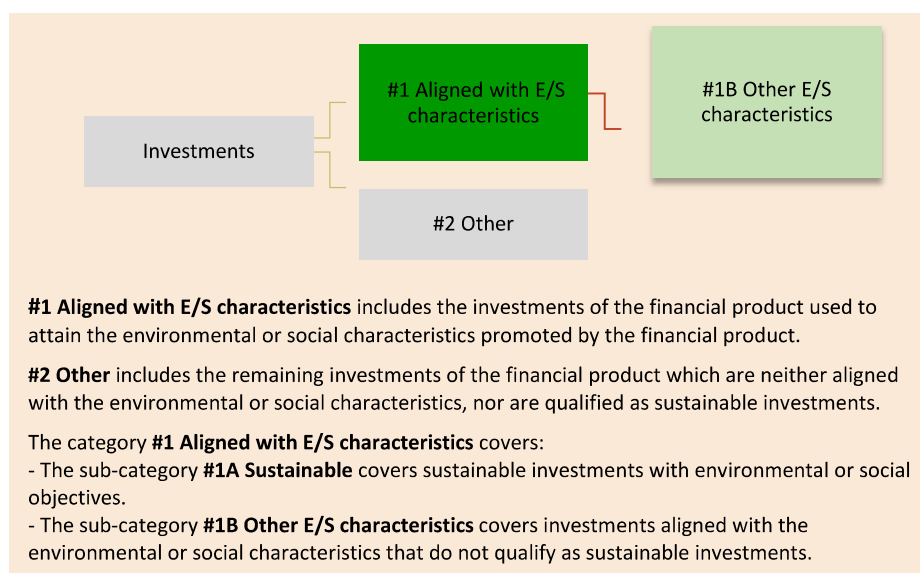 #1 Aligned with E/S
characteristics
#1B Other E/S
characteristics
Investments
#2 Other
#1 Aligned with E/S characteristics includes the investments of the financial product used to
attain the environmental or social characteristics promoted by the financial product.
#2 Other includes the remaining investments of the financial product which are neither aligned
with the environmental or social characteristics, nor are qualified as sustainable investments.
The category #1 Aligned with E/S characteristics covers:
- The sub-category #1A Sustainable covers sustainable investments with environmental or social
objectives.
- The sub-category #1B Other E/S characteristics covers investments aligned with the
environmental or social characteristics that do not qualify as sustainable investments.